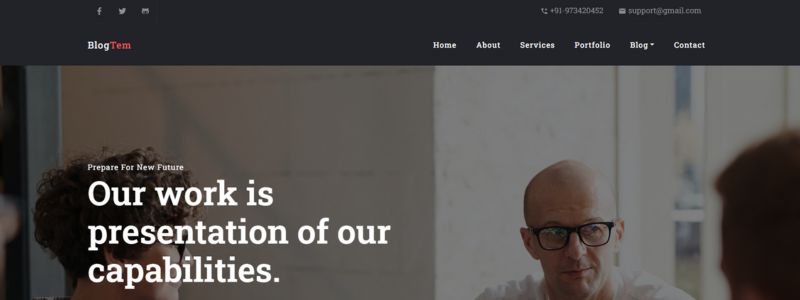 +91-973420452 support@gmail.com
BlogTem Home About Services Portfolio Blog Contact
Prepare For New Future
Our work is
presentation of our
capabilities.